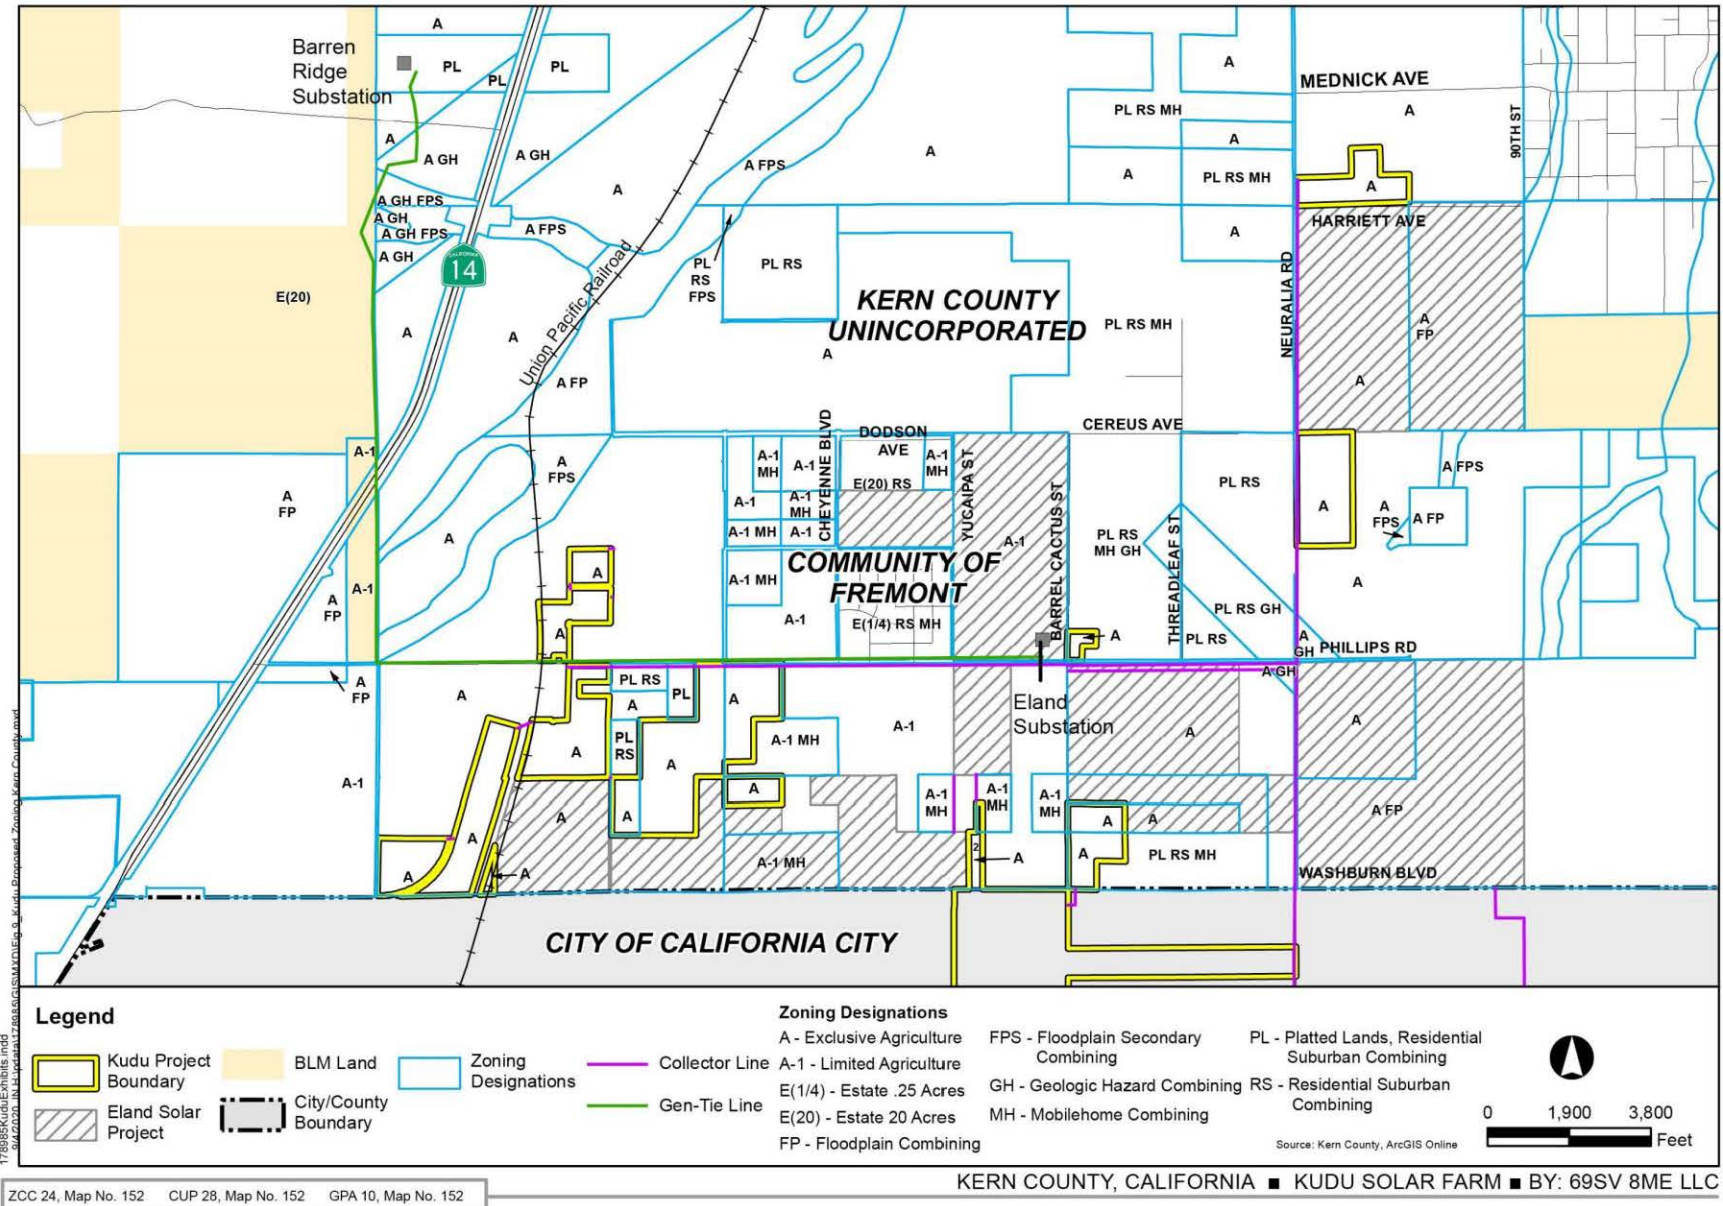 A
Barren
Ridge
Substation
PL
PL
PL
A
MEDNICK AVE
A
PL RS MH
90TH ST
A
A
A GH
A GH
A
A FPS
A
A
PL RS MH
A
A GH FPS
A GH
A GH FPS
A FPS
HARRIETT AVE
A
A GH
CALIFORNIA
14
Union Pacific Railroad
PL
RS
FPS
PL RS
NEURALIA RD
E(20)
KERN COUNTY
UNINCORPORATED
PL RS MH
A
FP
A
A
A
A FP
A
CHEYENNE BLVD
DODSON
AVE
CEREUS AVE
A-1
A-1
MH
A-1
A-1
MH
YUCAIPA ST
A
FPS
A FPS
E(20) RS
PL RS
A
FP
A-1
A-1
MH
BARREL CACTUS ST
A
A
FPS
A FP
A
A-1 MH
A-1
A-1
PL RS
MH GH
THREADLEAF ST
COMMUNITY OF
FREMONT
A
A-1 MH
A
A-1
A
FP
PL RS GH
A-1
E(1/4) RS MH
A
A
PL RS
A
GH
PHILLIPS RD
A
FP
A
PL RS
PL
A
A GH
Eland
Substation
A
PL
RS
A
A
A-1 MH
A-1
A
A
A-1
A
A
A
A-1
MH
A-1
MH
A-1
MH
A
A
A FP
A
A
A-1 MH
2
A
A
PL RS MH
A
A
WASHBURN BLVD
CITY OF CALIFORNIA CITY
Legend
Kudu Project
Boundary
Eland Solar
Project
BLM Land
City/County
Boundary
Zoning
Designations
Collector Line
Gen-Tie Line
Zoning Designations
A - Exclusive Agriculture
A-1 - Limited Agriculture
E(1/4) - Estate .25 Acres
E(20) - Estate 20 Acres
FP - Floodplain Combining
FPS - Floodplain Secondary
Combining
GH - Geologic Hazard Combining
MH - Mobilehome Combining
PL - Platted Lands, Residential
Suburban Combining
RS - Residential Suburban
Combining
0 1,900 3,800
Feet
Source: Kern County, ArcGIS Online
178985KuduExhibits.indd
KERN COUNTY, CALIFORNIA ■ KUDU SOLAR FARM ■ BY: 69SV 8ME LLC
ZCC 24, Map No. 152 CUP 28, Map No. 152 GPA 10, Map No. 152